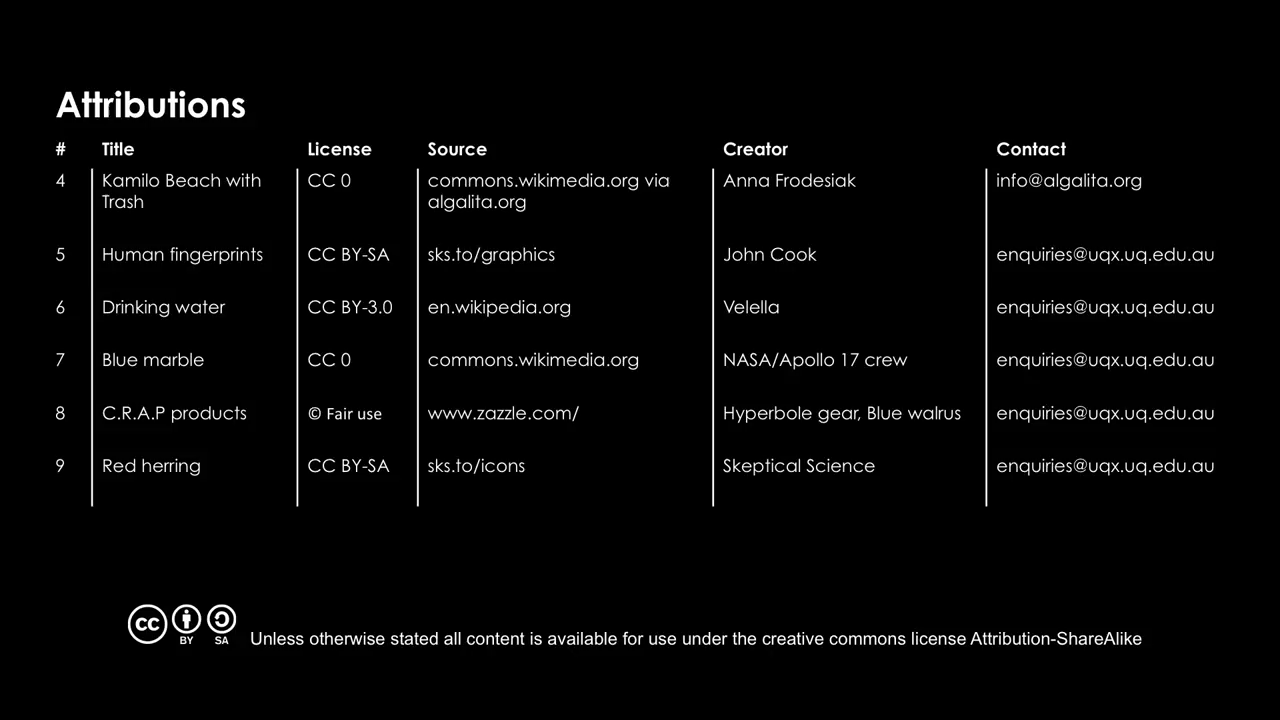 Attributions
# Title License Source Creator Contact
4 Kamilo Beach with CC 0 commons.wikimedia.org via Anna Frodesiak info@algalita.org
Trash algalita.org
5 Human fingerprints CC BY-SA sks.to/graphics John Cook enquiries@uqx.uq.edu.au
6 Drinking water CC BY-3.0 en.wikipedia.org Velella enquiries@uqx.uq.edu.au
7 Blue marble CC 0 commons.wikimedia.org NASA/Apollo 17 crew enquiries@uqx.uq.edu.au
8 C.R.A.P products © Fair use www.zazzle.com/ Hyperbole gear, Blue walrus enquiries@uqx.uq.edu.au
9 Red herring CC BY-SA sks.to/icons Skeptical Science enquiries@uqx.uq.edu.au
cc BY SA Unless otherwise stated all content is available for use under the creative commons license Attribution-ShareAlike